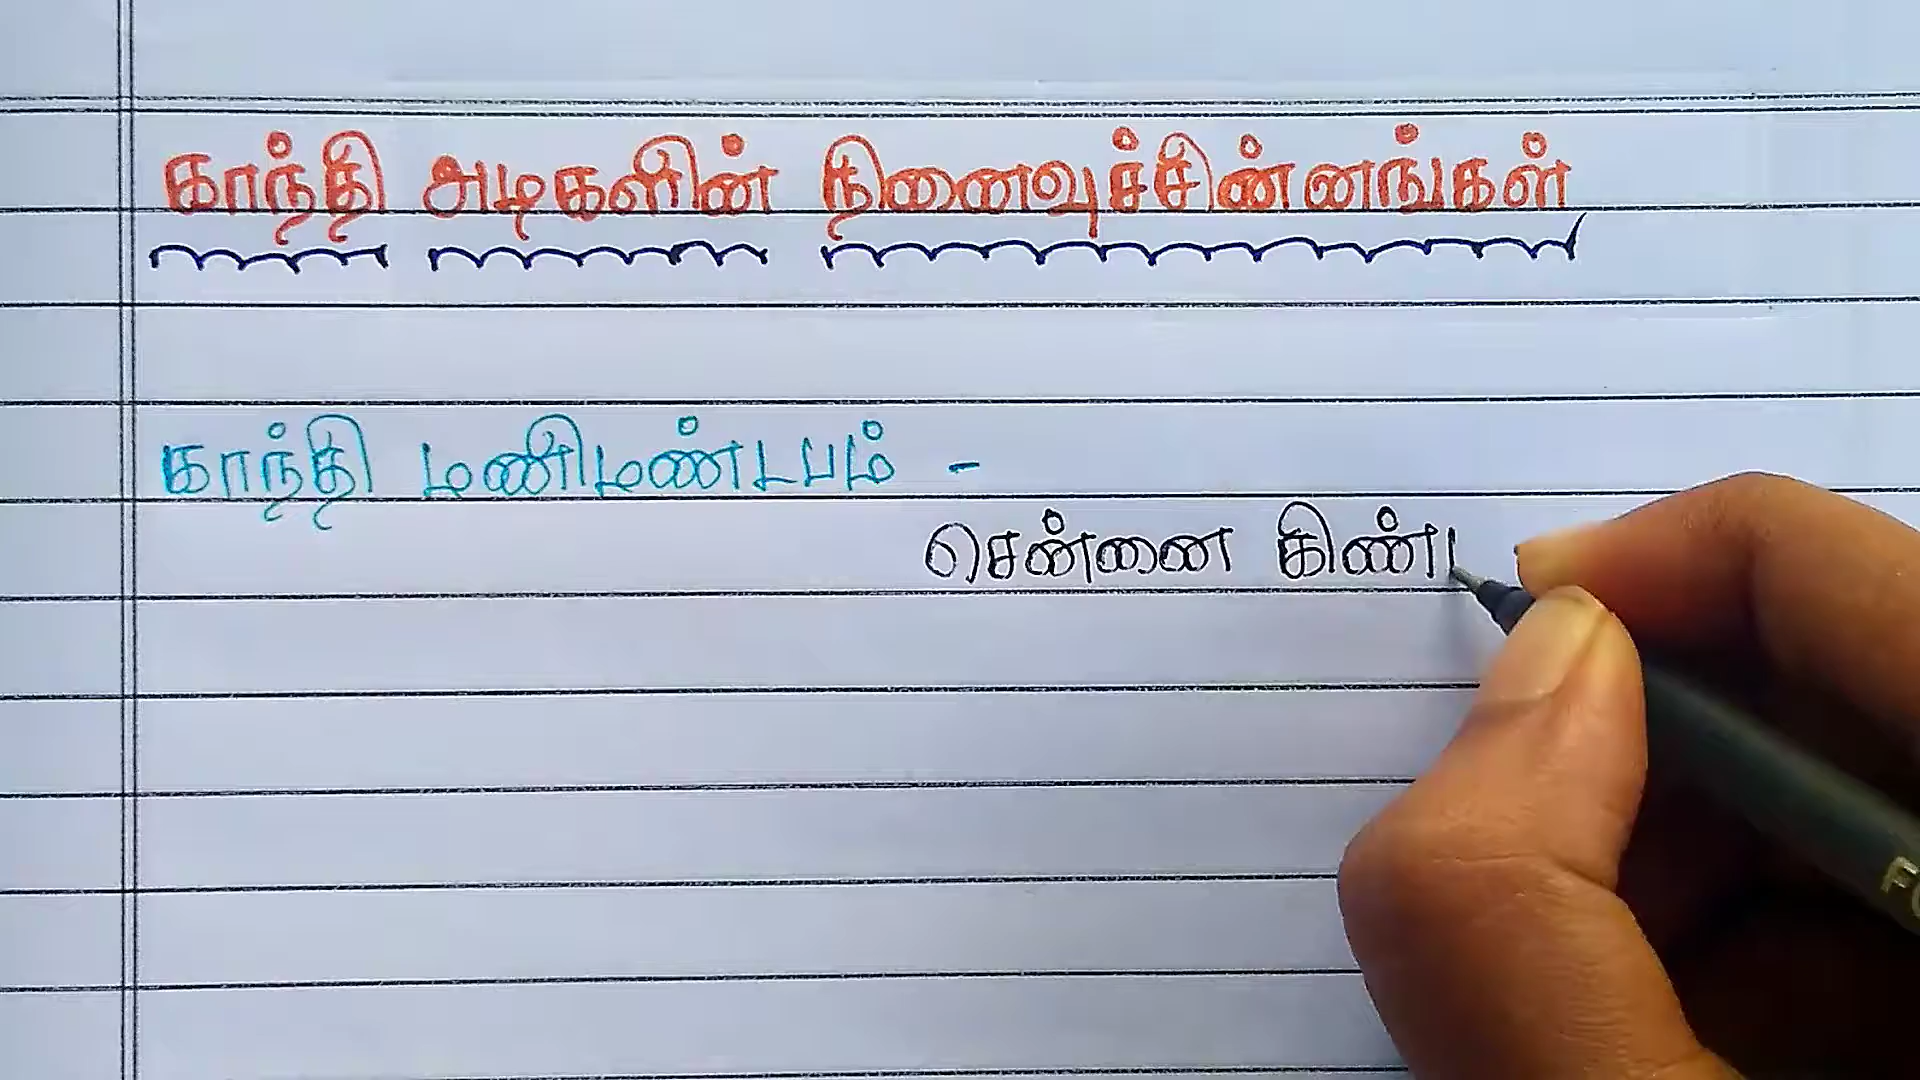 காந்தி அடிகளின் நினைவுச்சின்னங்கள்
காந்தி மணிமண்டபம் -
சென்னை கிண்